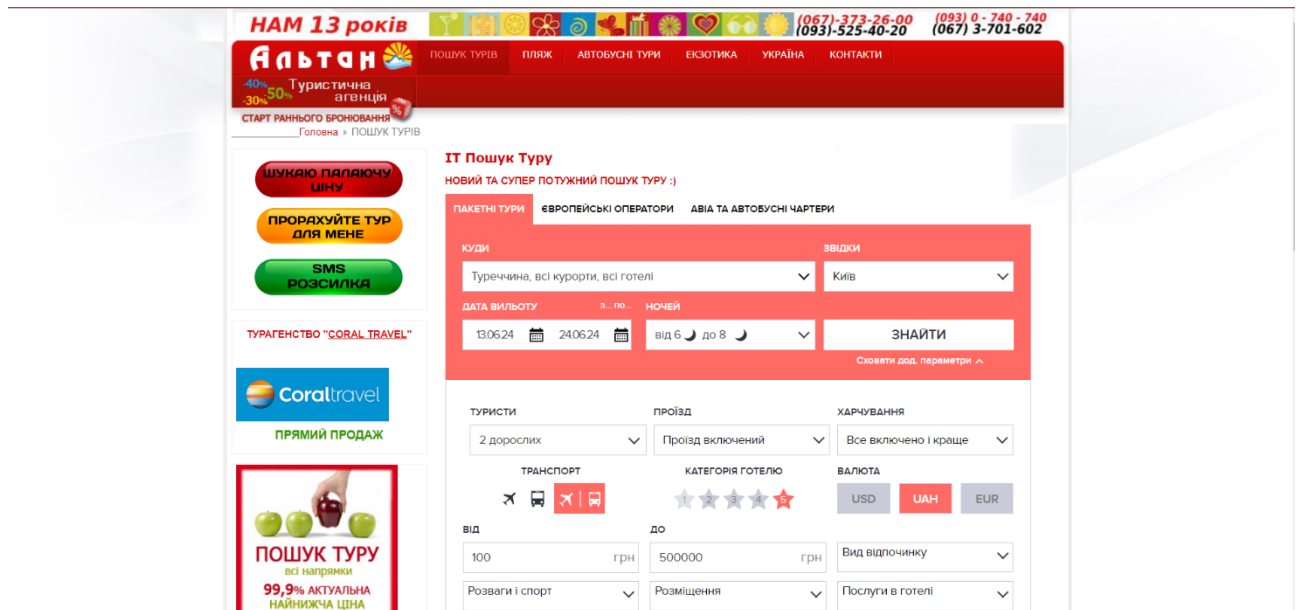 НАМ 13 років
(067)-373-26-00
(093)-525-40-20
(093) 0 - 740 - 740
(067) 3-701-602
Альтан
ПОШУК ТУРІВ ПЛЯЖ АВТОБУСНІ ТУРИ ЕКЗОТИКА УКРАЇНА КОНТАКТИ
-40% 50% -30%
Туристична
агенція
%
СТАРТ РАННЬОГО БРОНЮВАННЯ
Головна ПОШУК ТУРІВ
ШУКАЮ ПАЛАЮЧУ
ЦІНУ
ПРОРАХУЙТЕ ТУР
ДЛЯ МЕНЕ
SMS
РОЗСИЛКА
ТУРАГЕНСТВО "CORAL TRAVEL"
Coraltravel
ПРЯМИЙ ПРОДАЖ
ПОШУК ТУРУ
всі напрямки
99,9% АКТУАЛЬНА
НАЙНИЖЧА ЦІНА
ІТ Пошук Туру
НОВИЙ ТА СУПЕР ПОТУЖНИЙ ПОШУК ТУРУ :)
ПАКЕТНІ ТУРИ ЄВРОПЕЙСЬКІ ОПЕРАТОРИ АВІА ТА АВТОБУСНІ ЧАРТЕРИ
КУДИ ЗВІДКИ
Туреччина, всі курорти, всі готелі Київ
ДАТА ВИЛЬОТУ з... по... НОЧЕЙ
13.06.24 24.06.24 від 6 до 8 ЗНАЙТИ
Сховати дод. параметри
ТУРИСТИ ПРОЇЗД ХАРЧУВАННЯ
2 дорослих Проїзд включений Все включено і краще
ТРАНСПОРТ КАТЕГОРІЯ ГОТЕЛЮ ВАЛЮТА
1 2 3 4 5 USD UAH EUR
ВІД ДО
100 грн 500000 грн Вид відпочинку
Розваги і спорт Розміщення Послуги в готелі